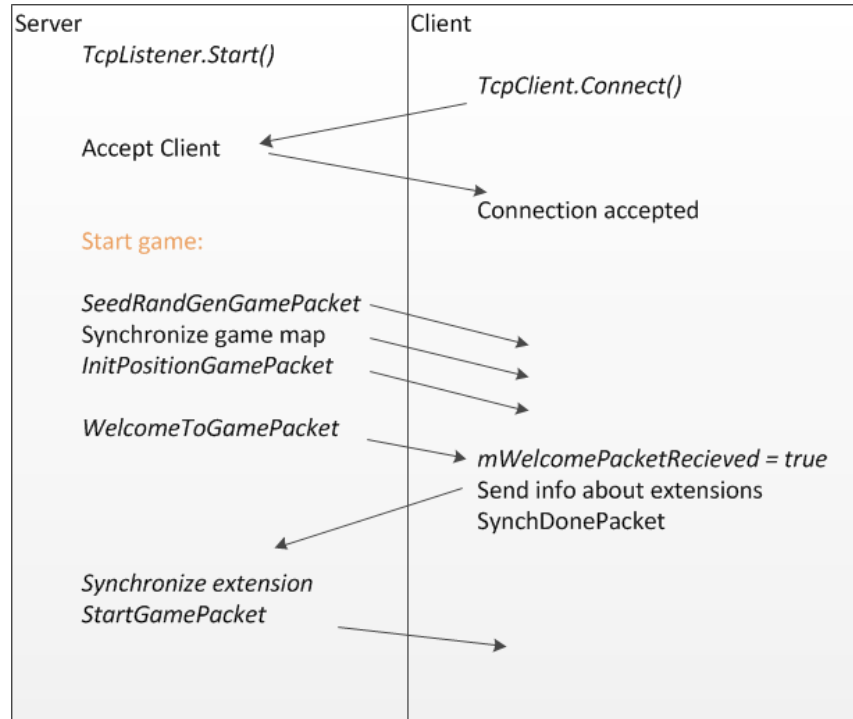 Server
Client
TcpListener.Start()
TcpClient.Connect()
Accept Client
Connection accepted
Start game:
SeedRandGenGamePacket
Synchronize game map
InitPositionGamePacket
WelcomeToGamePacket
mWelcomePacketRecieved = true
Send info about extensions
SynchDonePacket
Synchronize extension
StartGamePacket